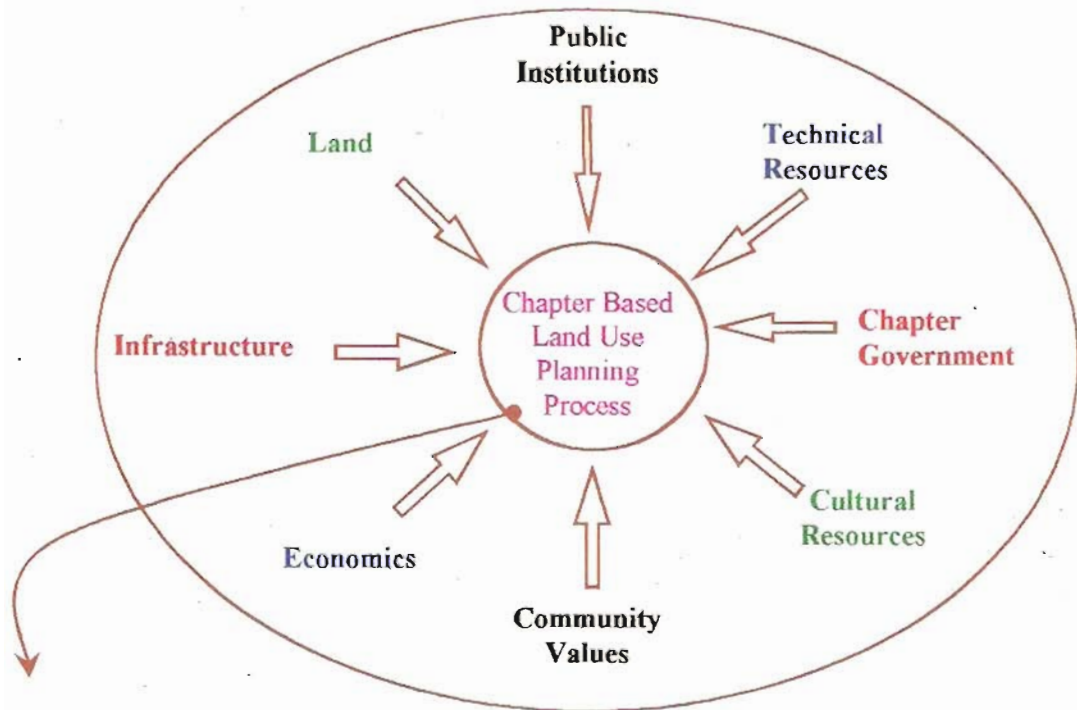 Public
Institutions
Land
Technical
Resources
Chapter Based
Land Use
Planning
Process
Infrastructure
Chapter
Government
Cultural
Resources
Economics
Community
Values